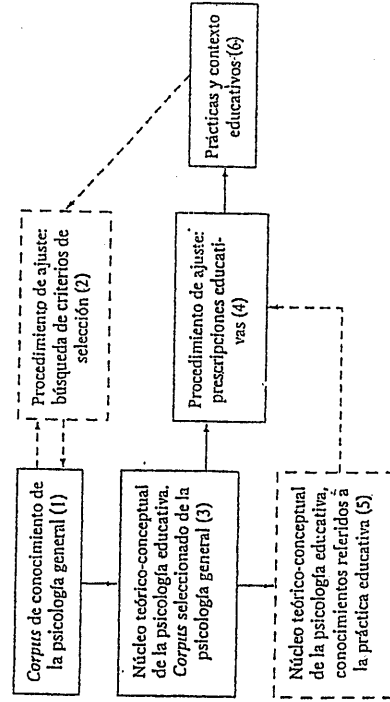 Corpus de conocimiento de
la psicología general (1)
Procedimiento de ajuste:
búsqueda de criterios de
selección (2)
Núcleo teórico-conceptual
de la psicología educativa.
Corpus seleccionado de la
psicología general (3)
Procedimiento de ajuste:
prescripciones educati-
vas (4)
Prácticas y contexto
educativos (6)
Núcleo teórico-conceptual
de la psicología educativa,
conocimientos referidos a
la práctica educativa (5)